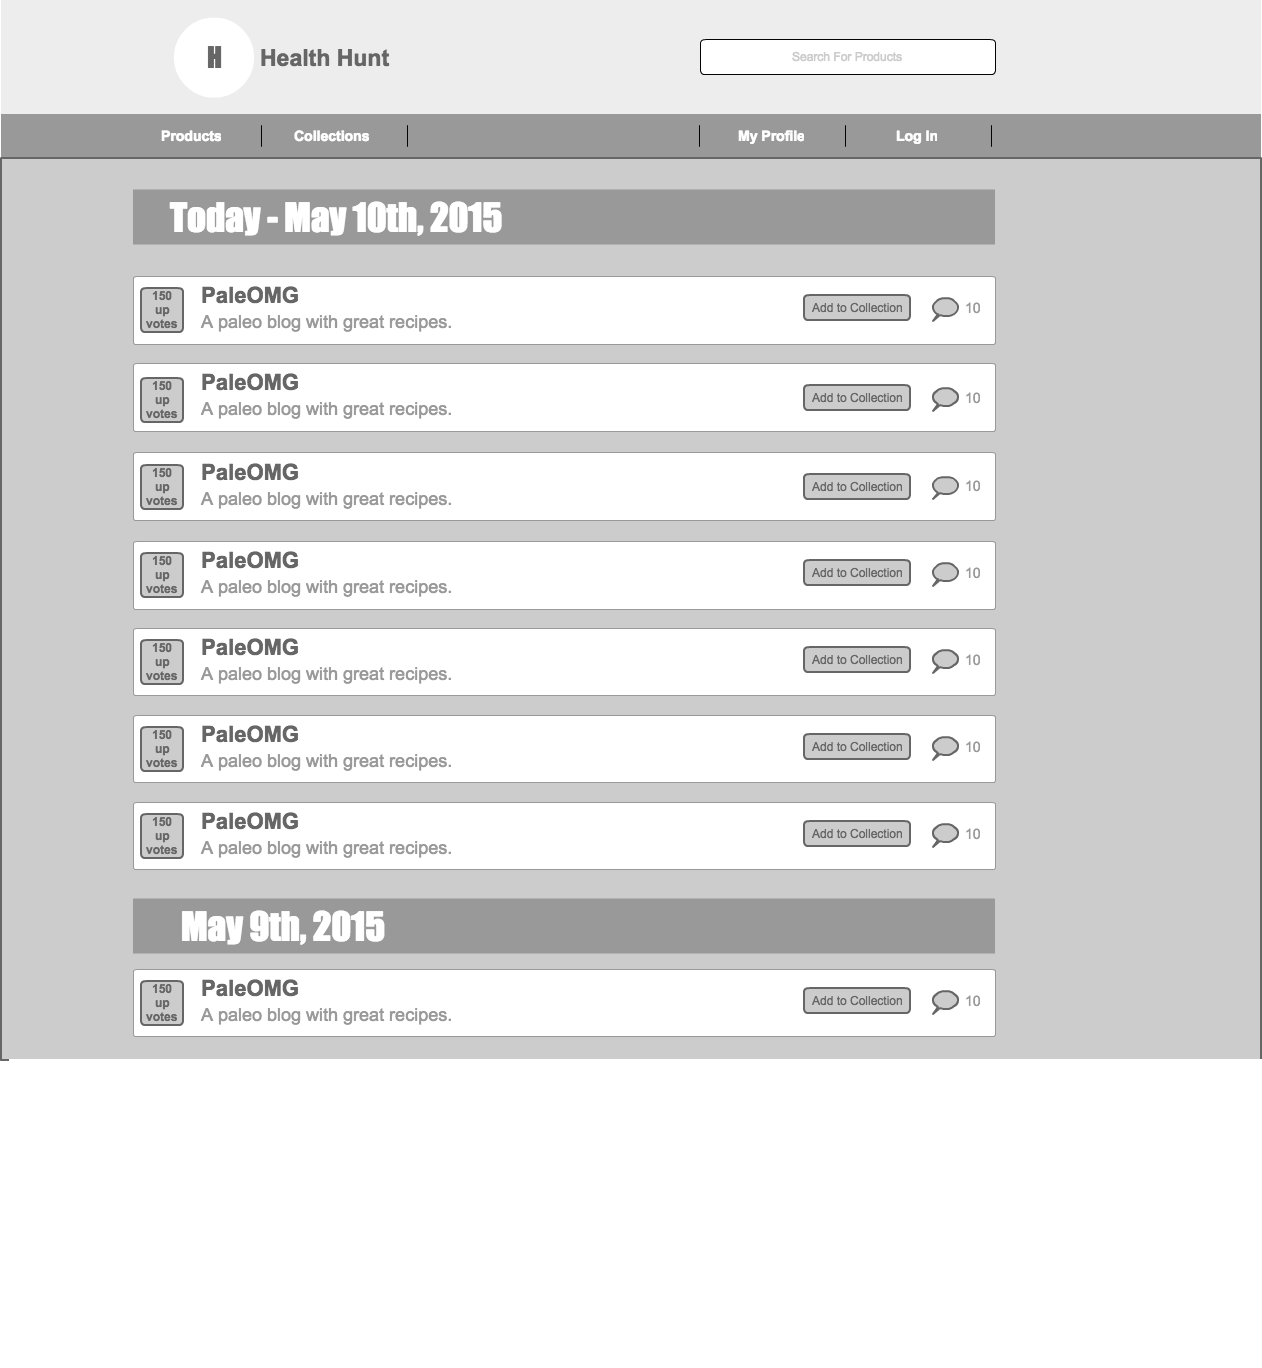 H Health Hunt
Search For Products
Products Collections My Profile Log In
Today - May 10th, 2015
150
up
votes
PaleOMG
A paleo blog with great recipes.
Add to Collection 10
150
up
votes
PaleOMG
A paleo blog with great recipes.
Add to Collection 10
150
up
votes
PaleOMG
A paleo blog with great recipes.
Add to Collection 10
150
up
votes
PaleOMG
A paleo blog with great recipes.
Add to Collection 10
150
up
votes
PaleOMG
A paleo blog with great recipes.
Add to Collection 10
150
up
votes
PaleOMG
A paleo blog with great recipes.
Add to Collection 10
150
up
votes
PaleOMG
A paleo blog with great recipes.
Add to Collection 10
May 9th, 2015
150
up
votes
PaleOMG
A paleo blog with great recipes.
Add to Collection 10